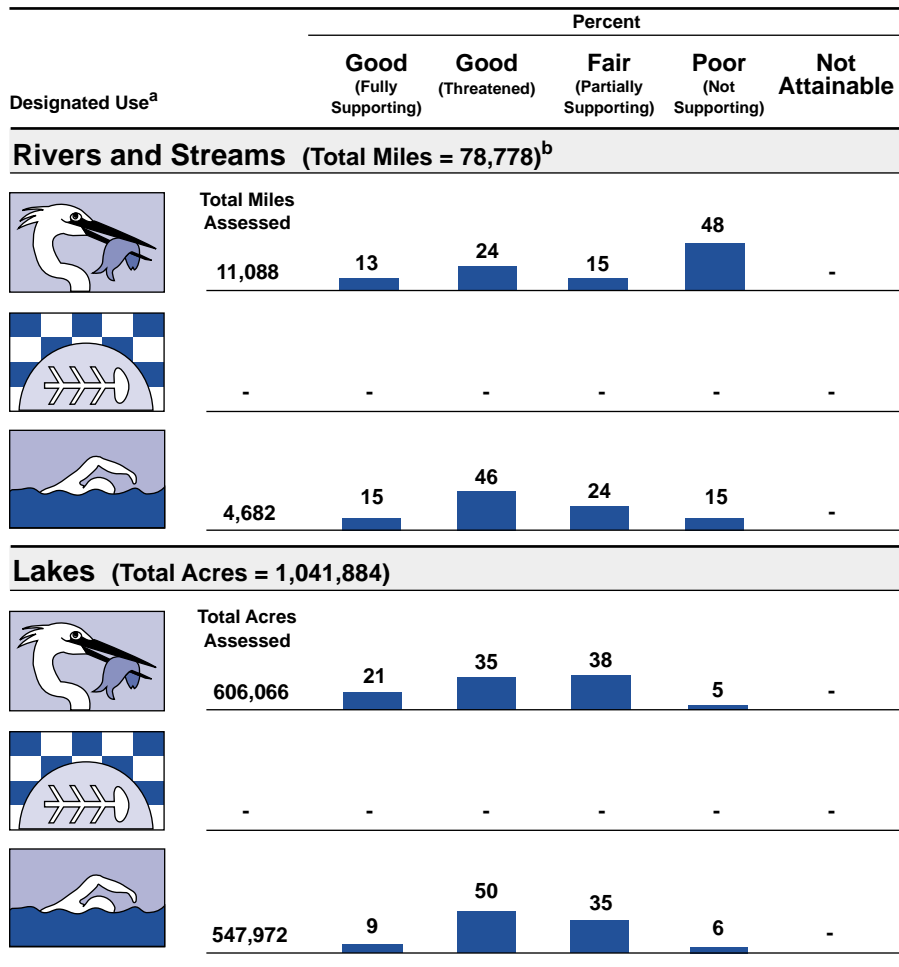 Percent
Designated Useᵃ
Good (Fully Supporting)
Good (Threatened)
Fair (Partially Supporting)
Poor (Not Supporting)
Not Attainable
Rivers and Streams (Total Miles = 78,778)ᵇ
Total Miles Assessed
11,088 13 24 15 48 -
- - - - - -
4,682 15 46 24 15 -
Lakes (Total Acres = 1,041,884)
Total Acres Assessed
606,066 21 35 38 5 -
- - - - - -
547,972 9 50 35 6 -